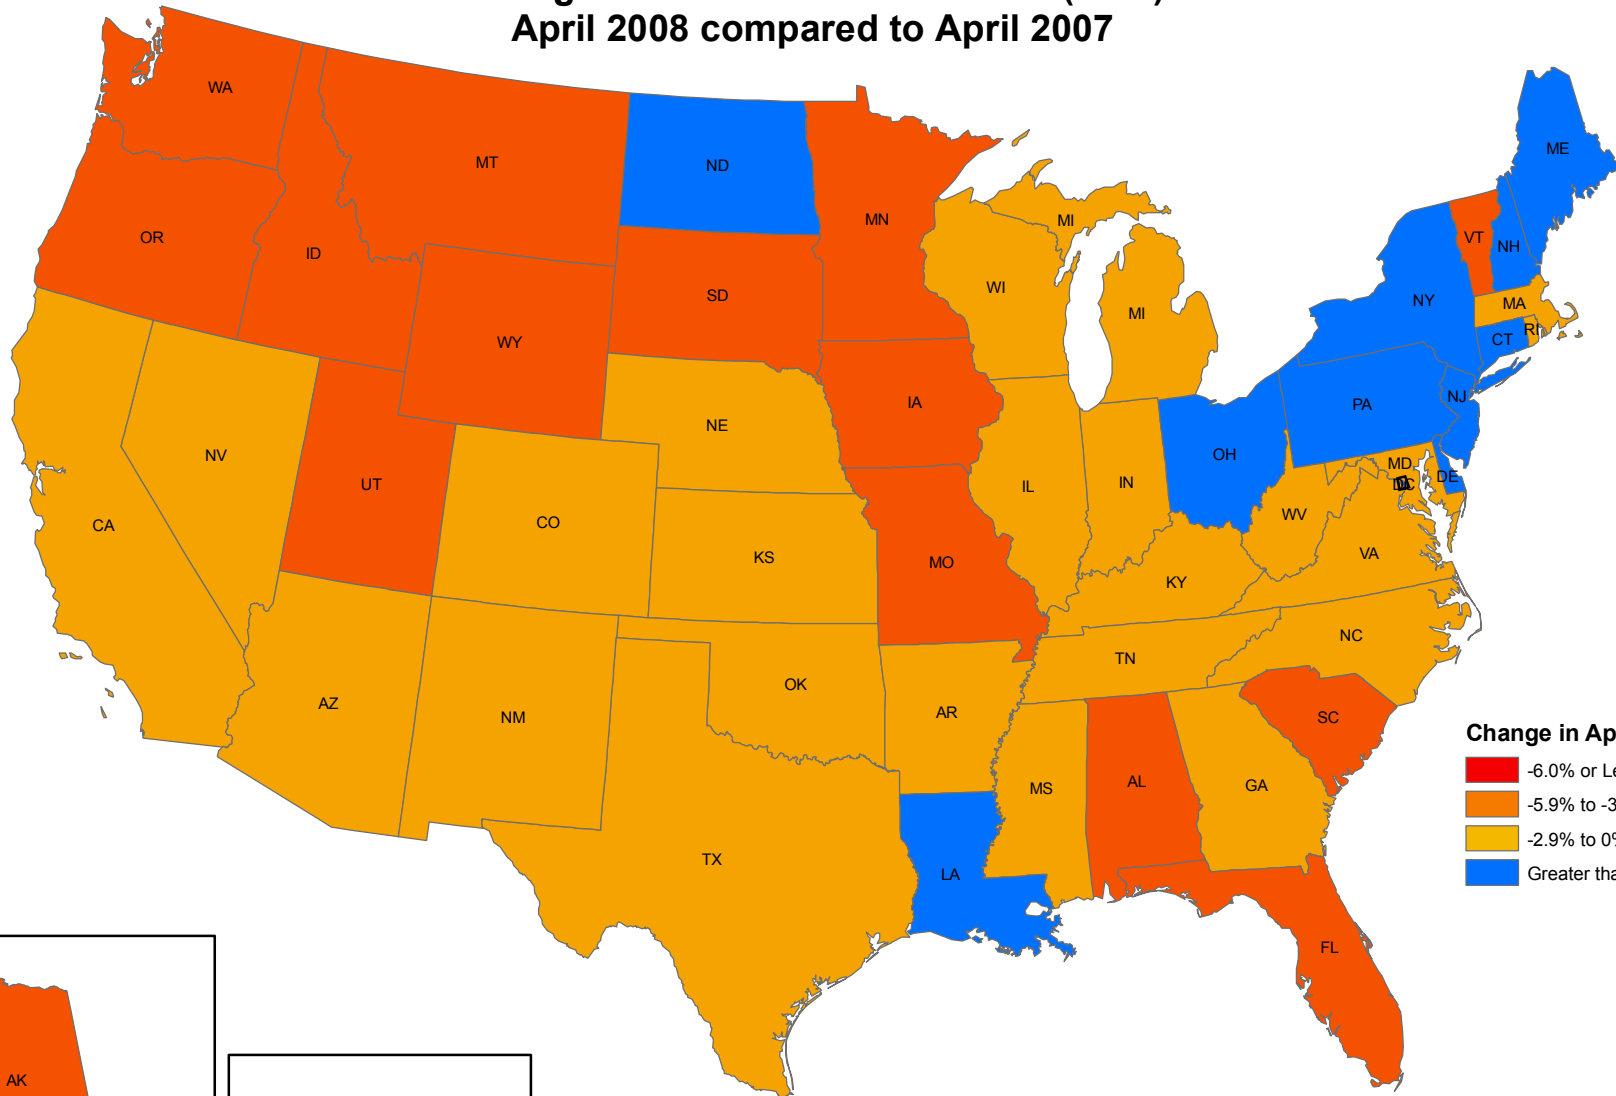 April 2008 compared to April 2007
WA
MT
ND
MN
ME
OR
ID
SD
WI
MI
MI
VT
NH
NY
MA
WY
CT
RI
IA
NE
PA
NJ
NV
UT
OH
MD
DE
DC
CA
CO
IL
IN
WV
KS
MO
KY
VA
NC
TN
AZ
NM
OK
AR
SC
MS
AL
GA
TX
LA
FL
AK
Change in Ap
-6.0% or Le
-5.9% to -3
-2.9% to 0%
Greater tha